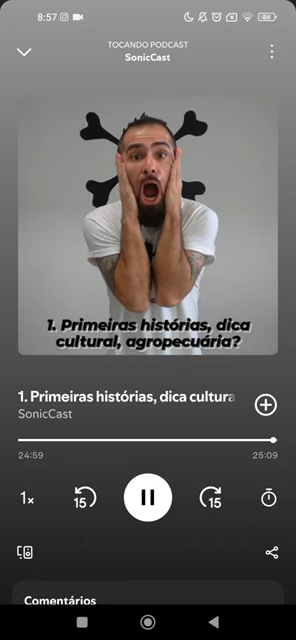 8:57
84
TOCANDO PODCAST
SonicCast
1. Primeiras histórias, dica
cultural, agropecuária?
1. Primeiras histórias, dica cultura
SonicCast
24:59
25:09
1x
15
15
Comentários